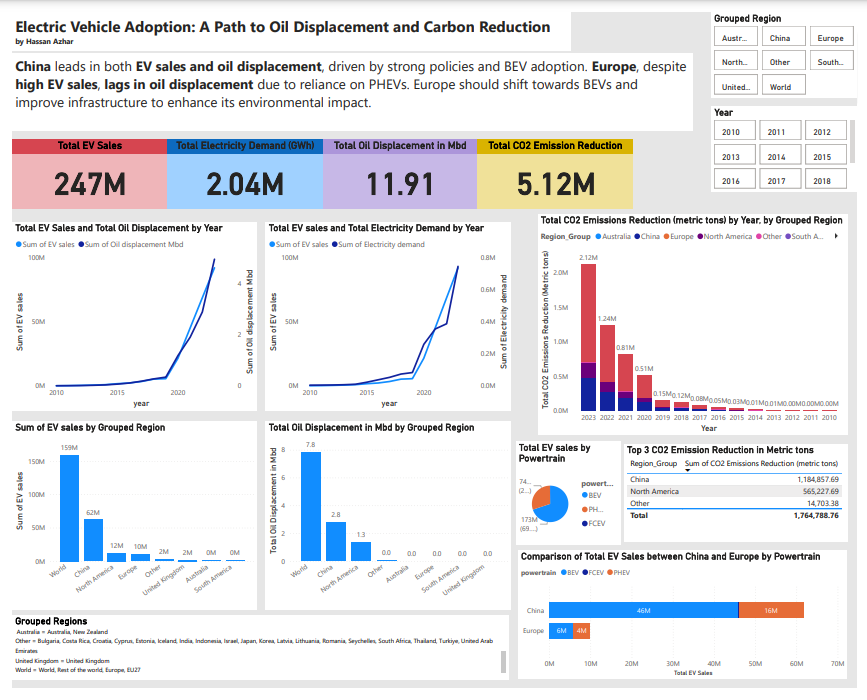 Electric Vehicle Adoption: A Path to Oil Displacement and Carbon Reduction
by Hassan Azhar
China leads in both EV sales and oil displacement, driven by strong policies and BEV adoption. Europe, despite
high EV sales, lags in oil displacement due to reliance on PHEVs. Europe should shift towards BEVs and
improve infrastructure to enhance its environmental impact.
Grouped Region
Austr... China Europe
North... Other South...
United... World
Year
2010 2011 2012
2013 2014 2015
2016 2017 2018
Total EV Sales
247M
Total Electricity Demand (GWh)
2.04M
Total Oil Displacement in Mbd
11.91
Total CO2 Emission Reduction
5.12M
Total EV Sales and Total Oil Displacement by Year
Sum of EV sales Sum of Oil displacement Mbd
100M
50M
0M
4
2
0
Sum of EV sales
Sum of Oil displacement Mbd
2010 2015 2020
year
Total EV sales and Total Electricity Demand by Year
Sum of EV sales Sum of Electricity demand
100M
50M
0M
0.8M
0.6M
0.4M
0.2M
0.0M
Sum of EV sales
Sum of Electricity demand
2010 2015 2020
year
Total CO2 Emissions Reduction (metric tons) by Year, by Grouped Region
Region_Group Australia China Europe North America Other South A...
2.0M
1.5M
1.0M
0.5M
0.0M
Total CO2 Emissions Reduction (Metric tons)
2.12M 1.24M 0.81M 0.51M 0.15M 0.12M 0.08M 0.05M 0.03M 0.01M 0.01M 0.00M 0.00M 0.00M
2023 2022 2021 2020 2019 2018 2017 2016 2015 2014 2013 2012 2011 2010
Year
Sum of EV sales by Grouped Region
150M
100M
50M
0M
Sum of EV sales
159M 62M 12M 10M 2M 2M 0M 0M
World China North America Europe Other United Kingdom Australia South America
Total Oil Displacement in Mbd by Grouped Region
8
6
4
2
0
Total Oil Displacement in Mbd
7.8 2.8 1.3 0.0 0.0 0.0 0.0 0.0
World China North America Other Australia Europe South America United Kingdom
Total EV sales by
Powertrain
74...
(2...)
173M
(69....)
powert...
BEV
PH...
FCEV
Top 3 CO2 Emission Reduction in Metric tons
Region_Group Sum of CO2 Emissions Reduction (metric tons)
China 1,184,857.69
North America 565,227.69
Other 14,703.38
Total 1,764,788.76
Comparison of Total EV Sales between China and Europe by Powertrain
powertrain BEV FCEV PHEV
China 46M 16M
Europe 6M 4M
0M 10M 20M 30M 40M 50M 60M 70M
Total EV Sales
Grouped Regions
Australia = Australia, New Zealand
Other = Bulgaria, Costa Rica, Croatia, Cyprus, Estonia, Iceland, India, Indonesia, Israel, Japan, Korea, Latvia, Lithuania, Romania, Seychelles, South Africa, Thailand, Turkiye, United Arab
Emirates
United Kingdom = United Kingdom
World = World, Rest of the world, Europe, EU27